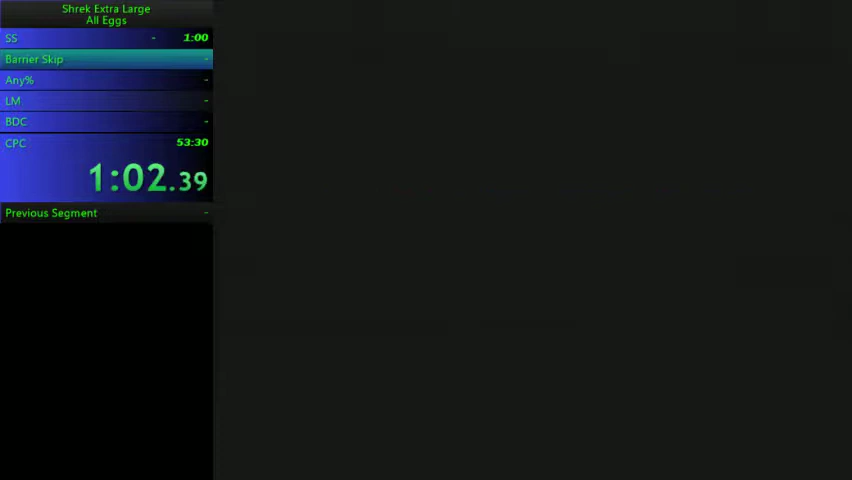 Shrek Extra Large
All Eggs
SS - 1:00
Barrier Skip -
Any% -
LM -
BDC -
CPC 53:30
1:02.39
Previous Segment -